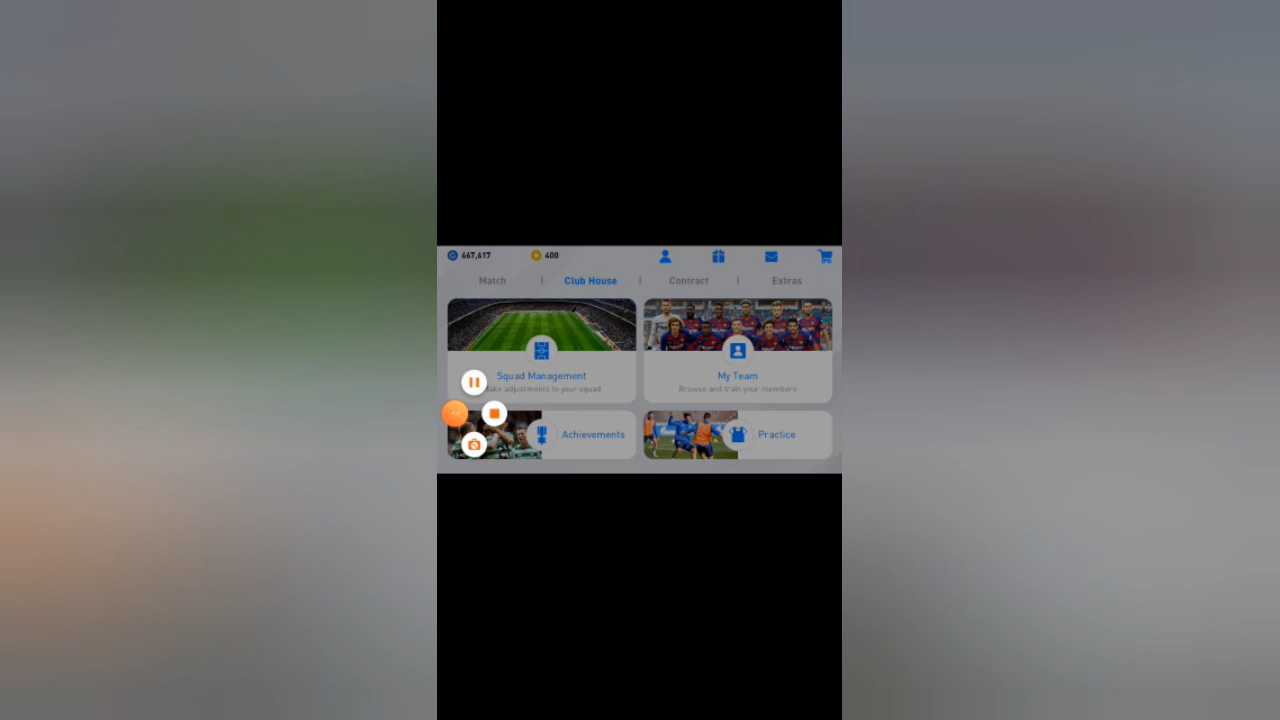 667,617 400
Match Club House Contract Extras
Squad Management My Team
ake adjustments to your squad Browse and train your members.
Achievements Practice